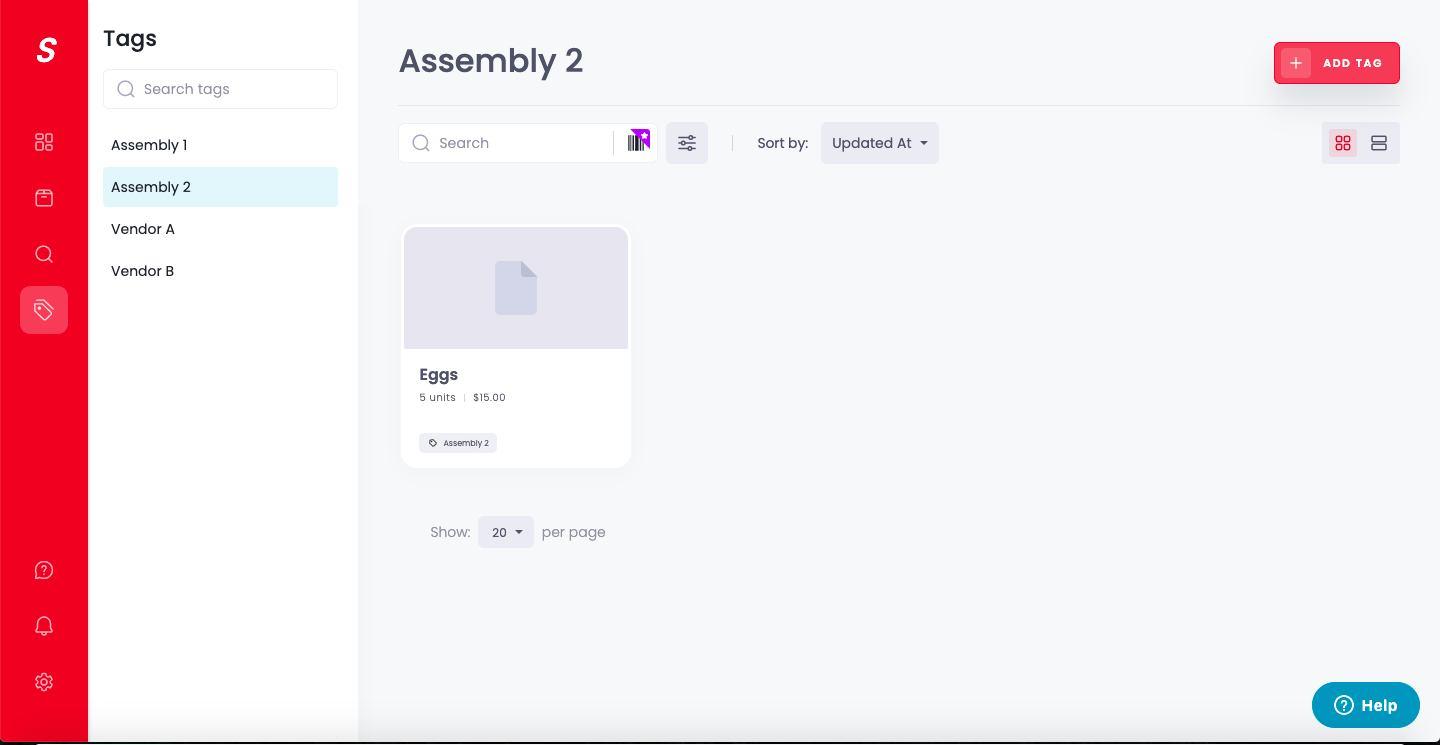 S
Tags
Search tags
Assembly 1
Assembly 2
Vendor A
Vendor B
Assembly 2
ADD TAG
Search
Sort by: Updated At
Eggs
5 units | $15.00
Assembly 2
Show: 20 per page
Help